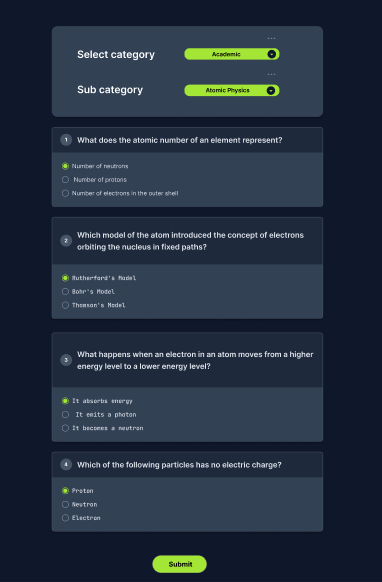 Select category
Academic
Sub category
Atomic Physics
1
What does the atomic number of an element represent?
Number of neutrons
Number of protons
Number of electrons in the outer shell
2
Which model of the atom introduced the concept of electrons
orbiting the nucleus in fixed paths?
Rutherford's Model
Bohr's Model
Thomson's Model
3
What happens when an electron in an atom moves from a higher
energy level to a lower energy level?
It absorbs energy
It emits a photon
It becomes a neutron
4
Which of the following particles has no electric charge?
Proton
Neutron
Electron
Submit